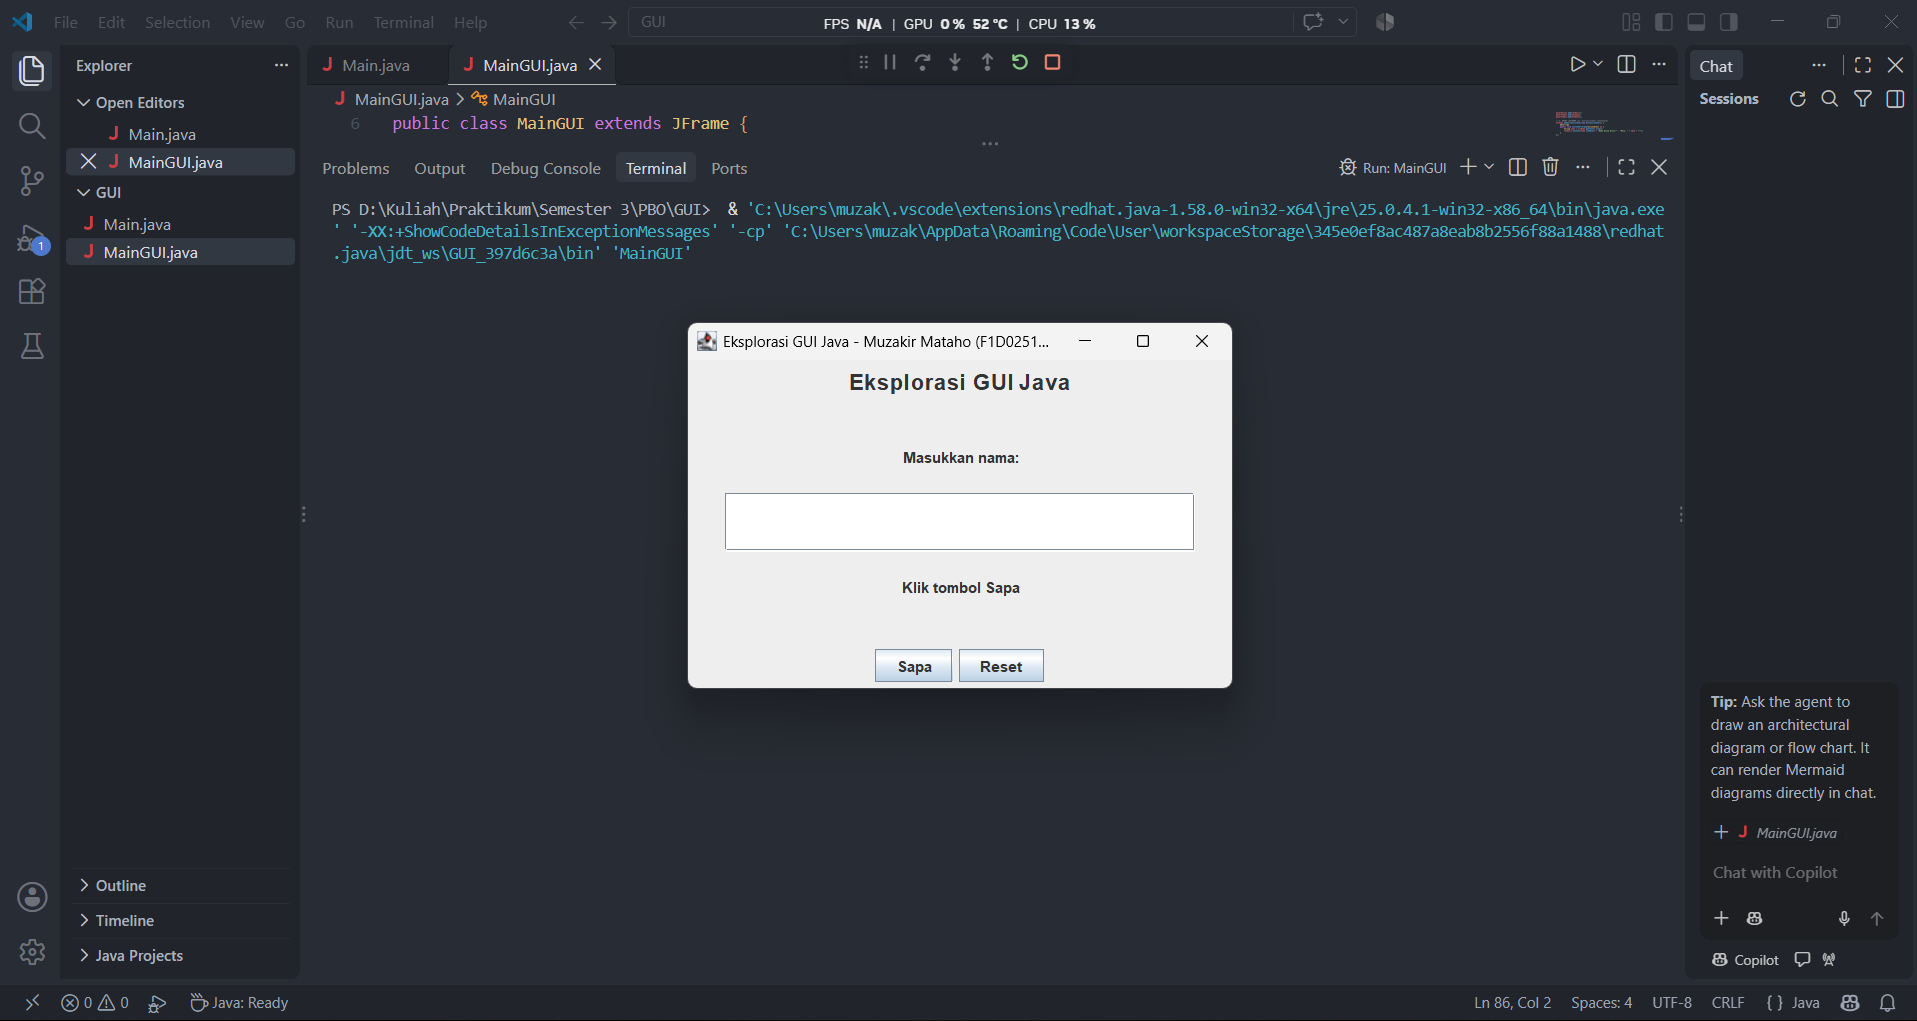 File Edit Selection View Go Run Terminal Help
GUI
FPS N/A | GPU 0% 52°C | CPU 13%
Explorer
Open Editors
Main.java
MainGUI.java
GUI
Main.java
MainGUI.java
Outline
Timeline
Java Projects
1
Main.java
MainGUI.java
MainGUI.java > MainGUI
6 public class MainGUI extends JFrame {
Problems Output Debug Console Terminal Ports
Run: MainGUI
PS D:\Kuliah\Praktikum\Semester 3\PBO\GUI> & 'C:\Users\muzak\.vscode\extensions\redhat.java-1.58.0-win32-x64\jre\25.0.4.1-win32-x86_64\bin\java.exe
' '-XX:+ShowCodeDetailsInExceptionMessages' '-cp' 'C:\Users\muzak\AppData\Roaming\Code\User\workspaceStorage\345e0ef8ac487a8eab8b2556f88a1488\redhat
.java\jdt_ws\GUI_397d6c3a\bin' 'MainGUI'
Eksplorasi GUI Java - Muzakir Mataho (F1D0251...
Eksplorasi GUI Java
Masukkan nama:
Klik tombol Sapa
Sapa
Reset
Chat
Sessions
Tip: Ask the agent to
draw an architectural
diagram or flow chart. It
can render Mermaid
diagrams directly in chat.
MainGUI.java
Chat with Copilot
Copilot
0 0
Java: Ready
Ln 86, Col 2
Spaces: 4
UTF-8
CRLF
{ } Java